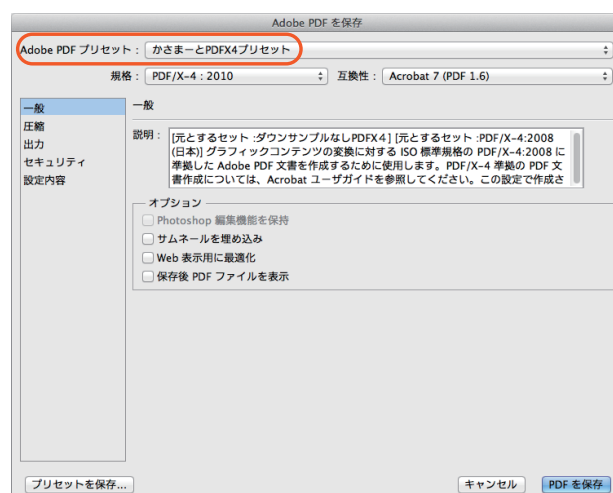 Adobe PDF を保存
Adobe PDF プリセット： かさまーとPDFX4プリセット
規格： PDF/X-4 : 2010 互換性： Acrobat 7 (PDF 1.6)
一般
圧縮
出力
セキュリティ
設定内容
一般
説明： [元とするセット :ダウンサンプルなしPDFX４] [元とするセット :PDF/X-4:2008
(日本)] グラフィックコンテンツの変換に対する ISO 標準規格の PDF/X-4:2008 に
準拠した Adobe PDF 文書を作成するために使用します。PDF/X-4 準拠の PDF 文
書作成については、Acrobat ユーザガイドを参照してください。この設定で作成さ
オプション
Photoshop 編集機能を保持
サムネールを埋め込み
Web 表示用に最適化
保存後 PDF ファイルを表示
プリセットを保存... キャンセル PDF を保存